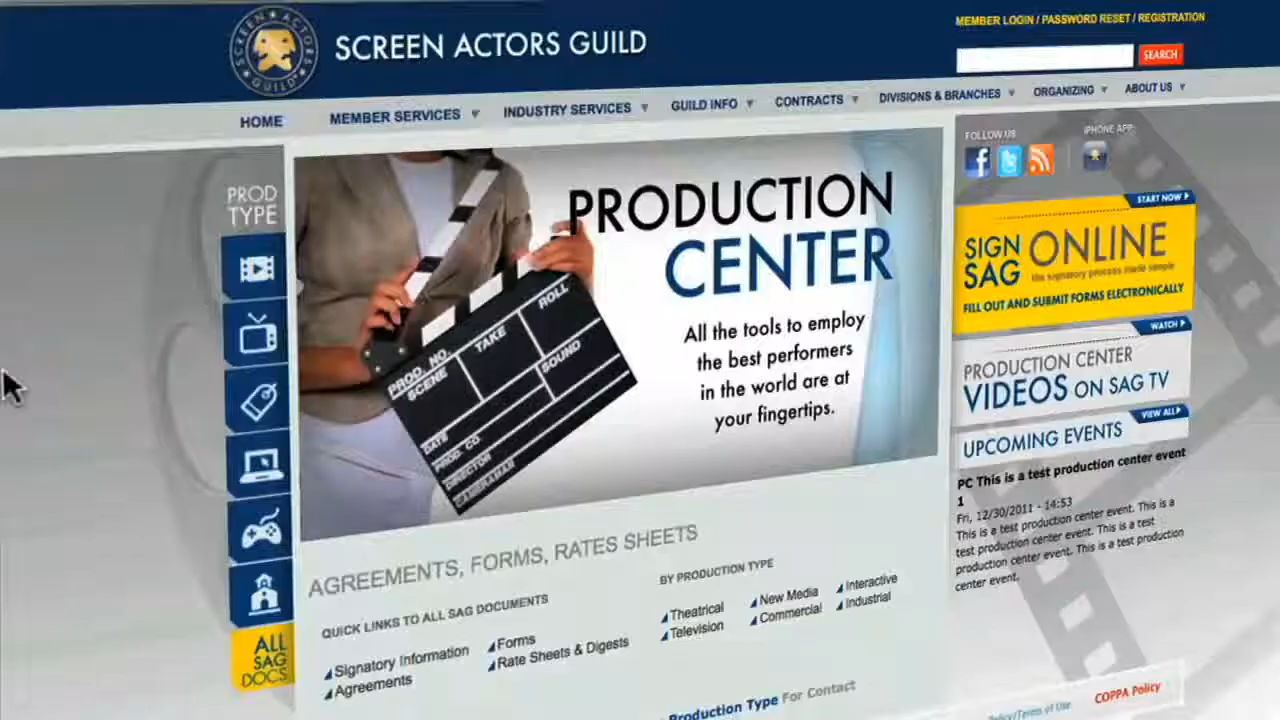 SCREEN ACTORS GUILD
SCREEN ACTORS GUILD
MEMBER LOGIN / PASSWORD RESET / REGISTRATION
SEARCH
HOME
MEMBER SERVICES
INDUSTRY SERVICES
GUILD INFO
CONTRACTS
DIVISIONS & BRANCHES
ORGANIZING
ABOUT US
FOLLOW US
IPHONE APP
PROD
TYPE
PRODUCTION
CENTER
All the tools to employ
the best performers
in the world are at
your fingertips.
PROD. NO.
SCENE
TAKE
ROLL
SOUND
DATE
PROD. CO.
DIRECTOR
CAMERAMAN
START NOW
SIGN ONLINE
SAG the signatory process made simple
FILL OUT AND SUBMIT FORMS ELECTRONICALLY
WATCH
PRODUCTION CENTER
VIDEOS ON SAG TV
VIEW ALL
UPCOMING EVENTS
PC This is a test production center event
1
Fri, 12/30/2011 - 14:53
This is a test production center event. This is a
test production center event. This is a test
production center event. This is a test production
center event.
ALL
SAG
DOCS
AGREEMENTS, FORMS, RATES SHEETS
QUICK LINKS TO ALL SAG DOCUMENTS
Signatory Information
Agreements
Forms
Rate Sheets & Digests
BY PRODUCTION TYPE
Theatrical
Television
New Media
Commercial
Interactive
Industrial
Production Type For Contact
Policy/Terms of Use
COPPA Policy